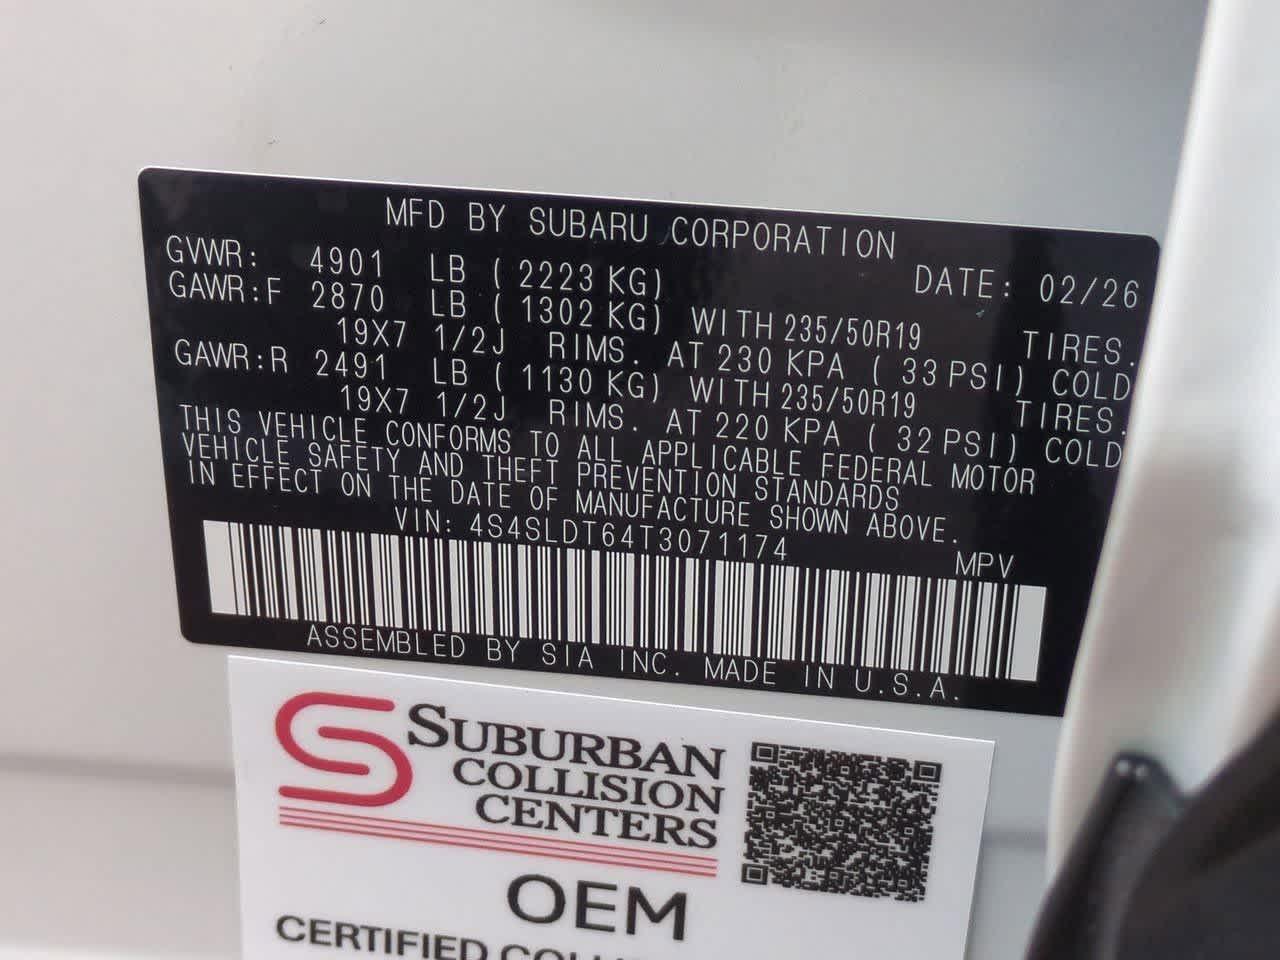 MFD BY SUBARU CORPORATION
GVWR: 4901 LB ( 2223 KG) DATE: 02/26
GAWR:F 2870 LB ( 1302 KG) WITH 235/50R19 TIRES.
19X7 1/2J RIMS. AT 230 KPA ( 33 PSI) COLD
GAWR:R 2491 LB ( 1130 KG) WITH 235/50R19 TIRES.
19X7 1/2J RIMS. AT 220 KPA ( 32 PSI) COLD
THIS VEHICLE CONFORMS TO ALL APPLICABLE FEDERAL MOTOR
VEHICLE SAFETY AND THEFT PREVENTION STANDARDS
IN EFFECT ON THE DATE OF MANUFACTURE SHOWN ABOVE.
VIN: 4S4SLDT64T3071174 MPV
ASSEMBLED BY SIA INC. MADE IN U.S.A.
SUBURBAN
COLLISION
CENTERS
OEM
CERTIFIED